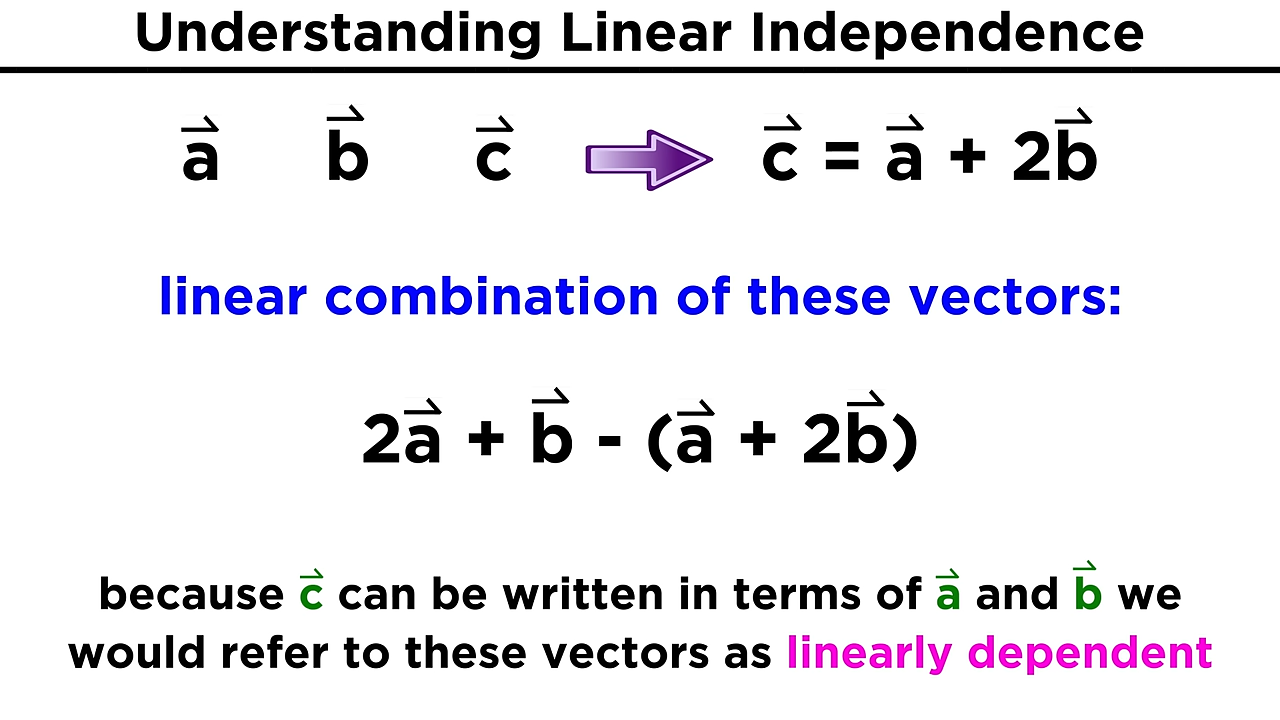 Understanding Linear Independence
a⃗ b⃗ c⃗ c⃗ = a⃗ + 2b⃗
linear combination of these vectors:
2a⃗ + b⃗ - (a⃗ + 2b⃗)
because c⃗ can be written in terms of a⃗ and b⃗ we
would refer to these vectors as linearly dependent